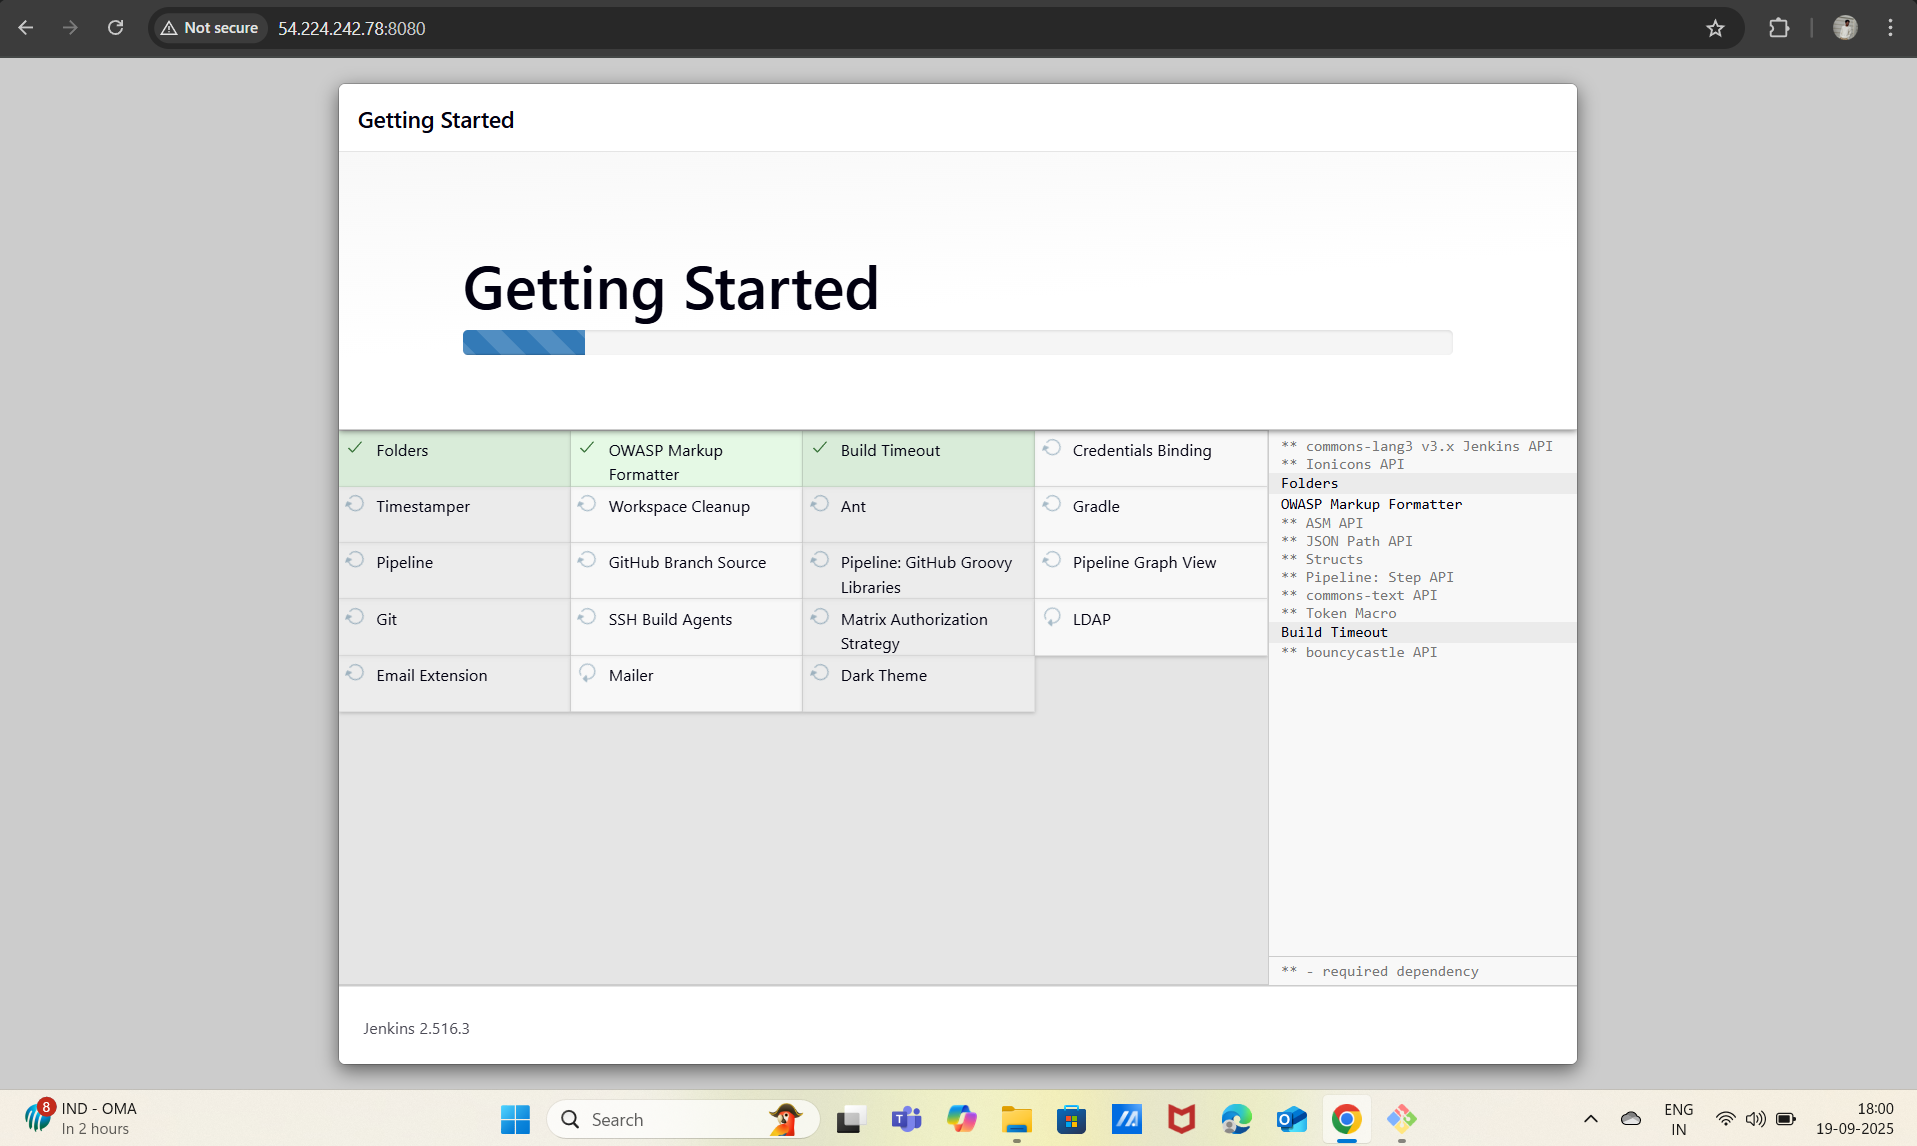 Not secure
54.224.242.78:8080
Getting Started
Getting Started
Folders
OWASP Markup
Formatter
Build Timeout
Credentials Binding
Timestamper
Workspace Cleanup
Ant
Gradle
Pipeline
GitHub Branch Source
Pipeline: GitHub Groovy
Libraries
Pipeline Graph View
Git
SSH Build Agents
Matrix Authorization
Strategy
LDAP
Email Extension
Mailer
Dark Theme
** commons-lang3 v3.x Jenkins API
** Ionicons API
Folders
OWASP Markup Formatter
** ASM API
** JSON Path API
** Structs
** Pipeline: Step API
** commons-text API
** Token Macro
Build Timeout
** bouncycastle API
** - required dependency
Jenkins 2.516.3
8
IND - OMA
In 2 hours
Search
ENG
IN
18:00
19-09-2025